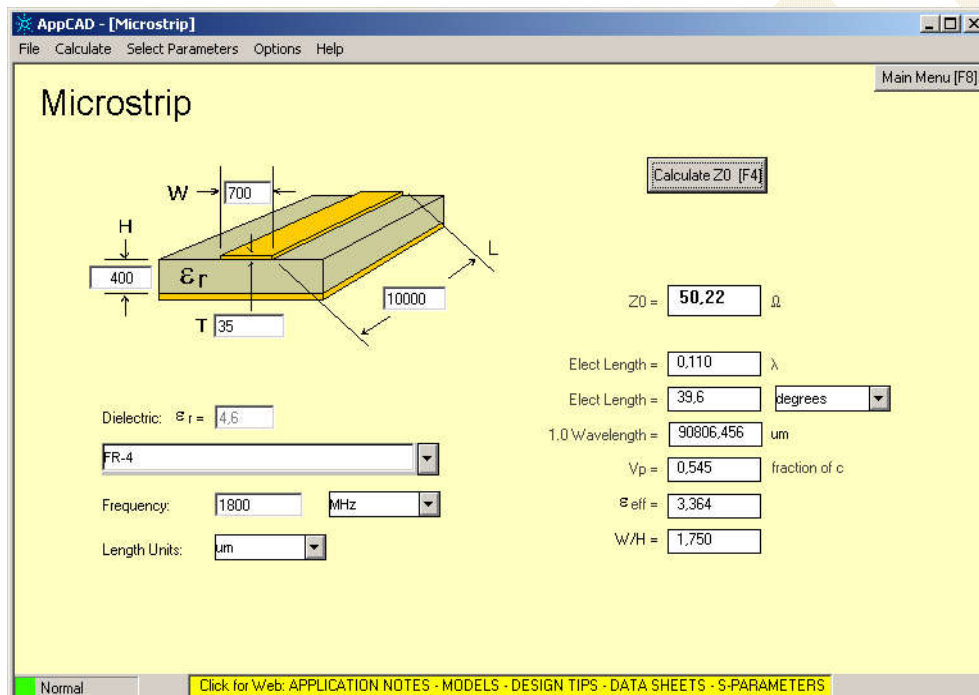 AppCAD - [Microstrip]
File Calculate Select Parameters Options Help
Main Menu [F8]
Microstrip
Calculate Z0 [F4]
W 700
H
400
εr
L
10000
T 35
Z0 = 50,22 Ω
Elect Length = 0,110 λ
Elect Length = 39,6 degrees
1.0 Wavelength = 90806,456 um
Vp = 0,545 fraction of c
εeff = 3,364
W/H = 1,750
Dielectric: εr = 4,6
FR-4
Frequency: 1800 MHz
Length Units: um
Normal
Click for Web: APPLICATION NOTES - MODELS - DESIGN TIPS - DATA SHEETS - S-PARAMETERS